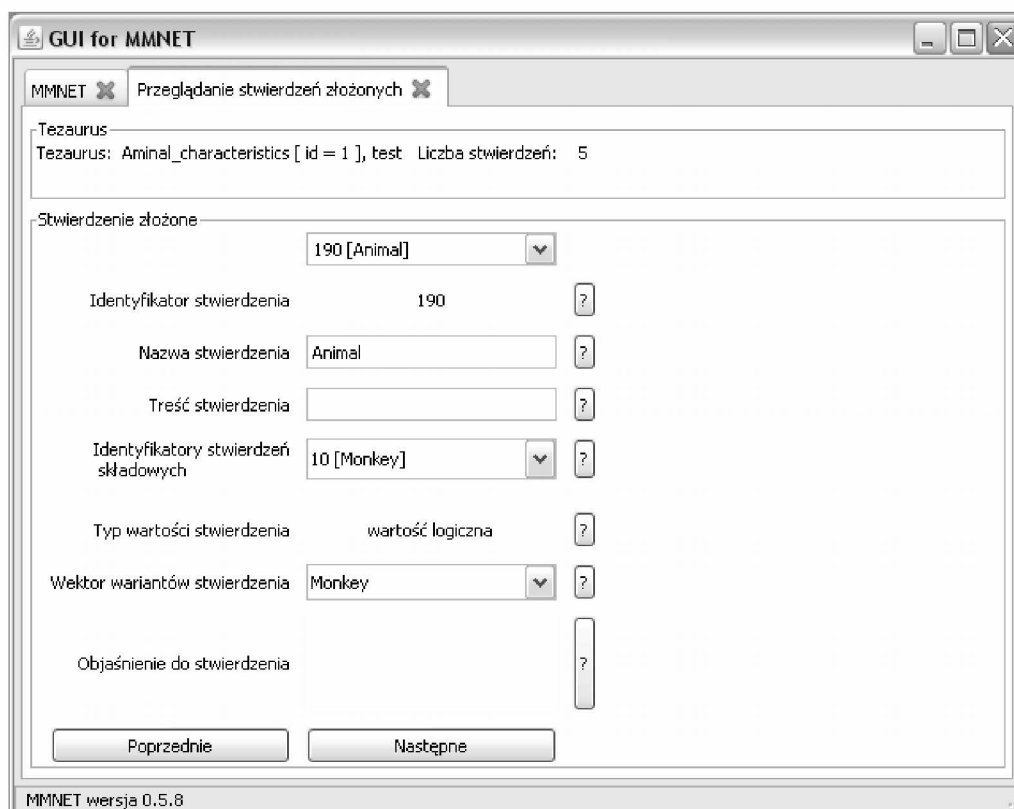 GUI for MMNET
MMNET Przeglądanie stwierdzeń złożonych
Tezaurus
Tezaurus: Aminal_characteristics [ id = 1 ], test Liczba stwierdzeń: 5
Stwierdzenie złożone
190 [Animal]
Identyfikator stwierdzenia 190 ?
Nazwa stwierdzenia Animal ?
Treść stwierdzenia ?
Identyfikatory stwierdzeń
składowych 10 [Monkey] ?
Typ wartości stwierdzenia wartość logiczna ?
Wektor wariantów stwierdzenia Monkey ?
Objaśnienie do stwierdzenia ?
Poprzednie Następne
MMNET wersja 0.5.8